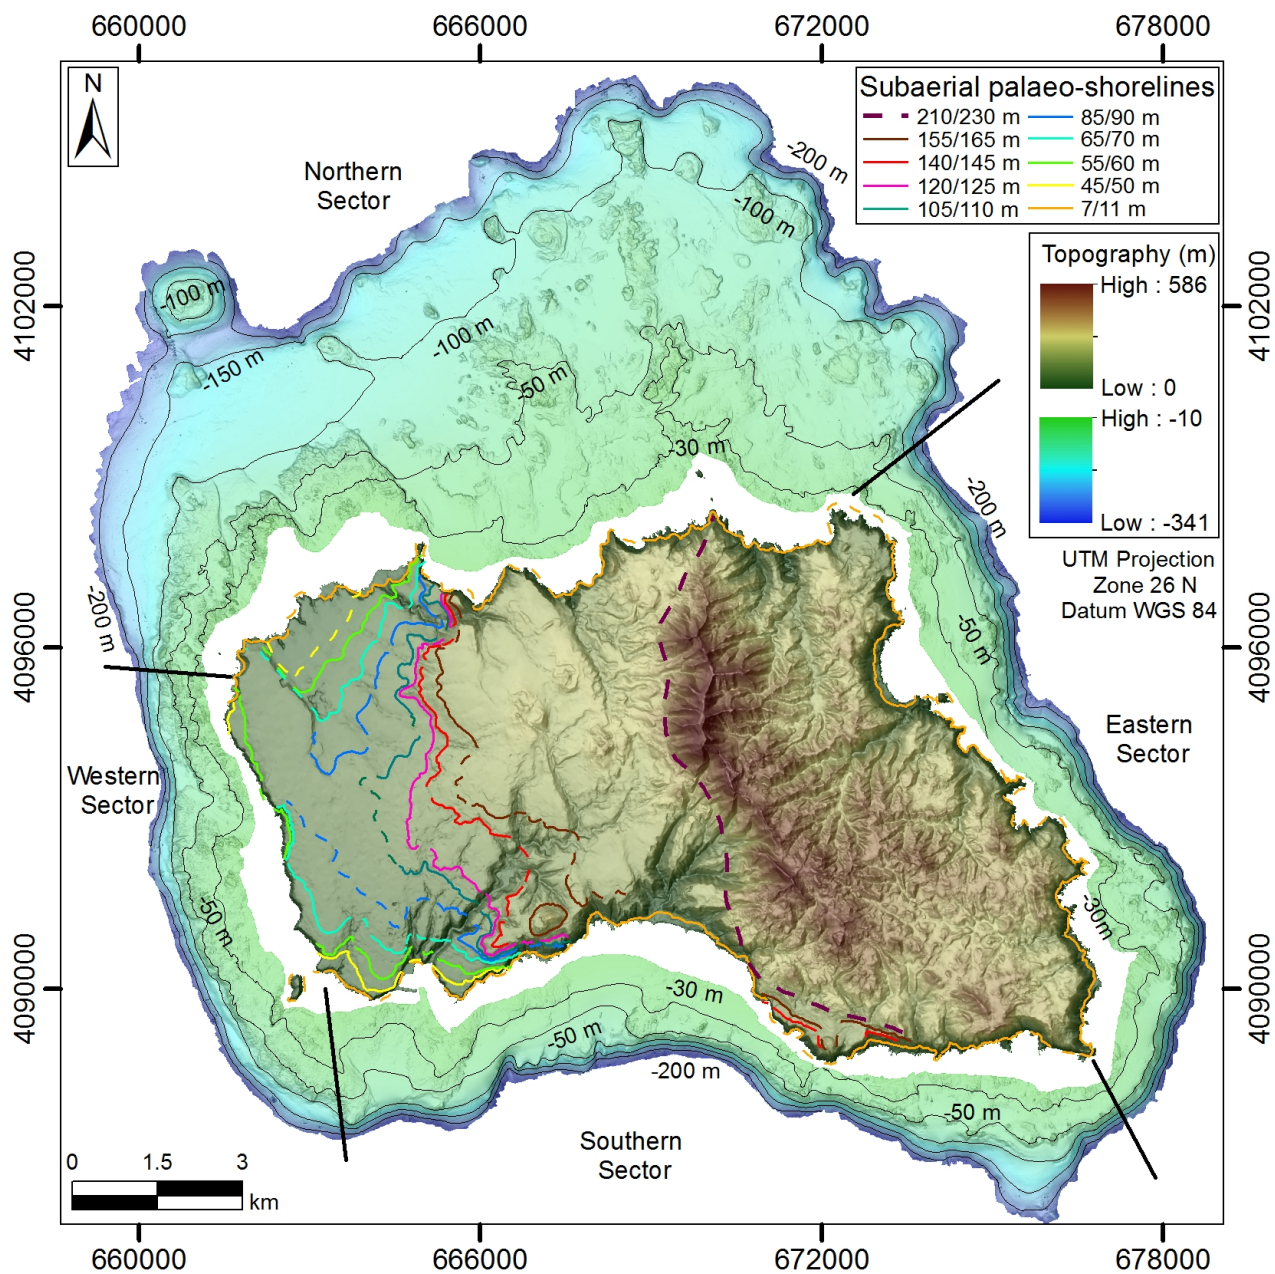 660000
666000
672000
678000
N
Northern
Sector
Subaerial palaeo-shorelines
210/230 m
85/90 m
155/165 m
65/70 m
140/145 m
55/60 m
120/125 m
45/50 m
105/110 m
7/11 m
-200 m
-100 m
Topography (m)
High : 586
Low : 0
High : -10
Low : -341
4102000
4102000
-100 m
-100 m
-150 m
-50 m
-30 m
-200 m
UTM Projection
Zone 26 N
Datum WGS 84
-200 m
4096000
4096000
-50 m
Eastern
Sector
Western
Sector
-50 m
-30m
4090000
4090000
-30 m
-50 m
-200 m
-50 m
Southern
Sector
0
1.5
3
km
660000
666000
672000
678000